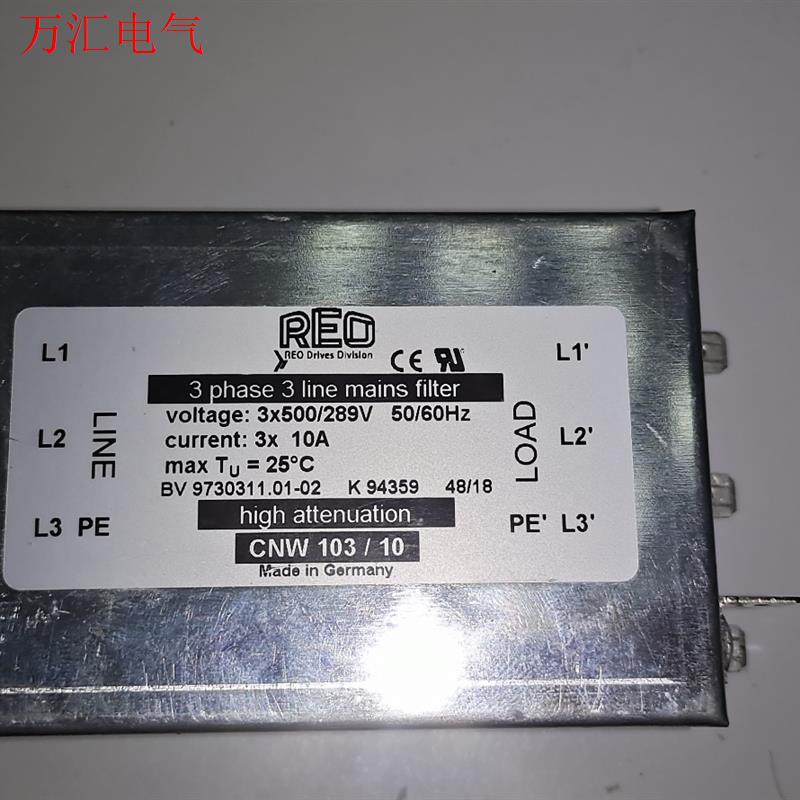 万汇电气
REO
REO Drives Division
CE RU
3 phase 3 line mains filter
voltage: 3x500/289V 50/60Hz
current: 3x 10A
max TU = 25°C
BV 9730311.01-02 K 94359 48/18
high attenuation
CNW 103 / 10
Made in Germany
L1
L2
L3 PE
LINE
LOAD
L1'
L2'
PE' L3'